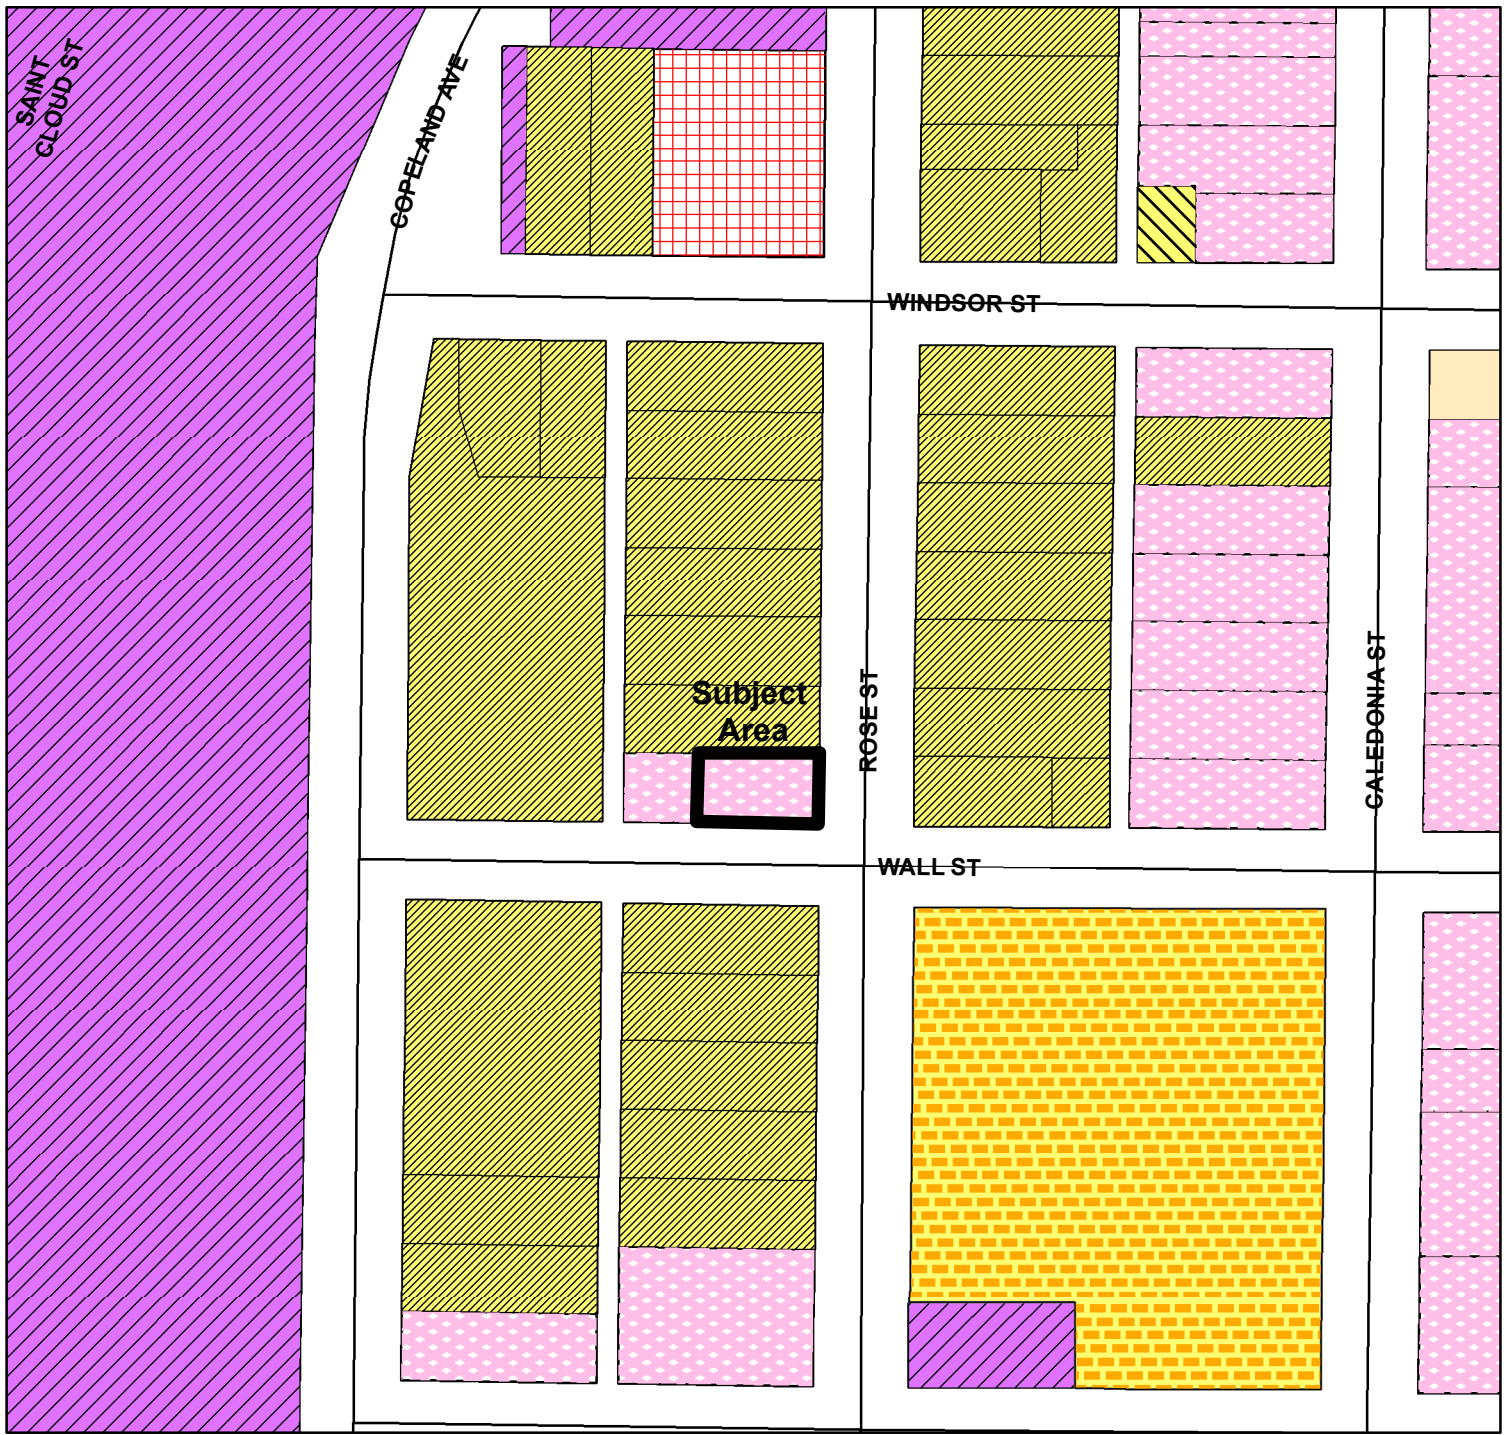 SAINT
CLOUD ST
COPELAND AVE
WINDSOR ST
Subject
Area
ROSE ST
CALEDONIA ST
WALL ST